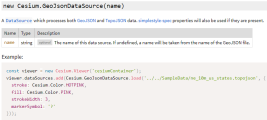 new Cesium.GeoJsonDataSource(name)
A DataSource which processes both GeoJSON and TopoJSON data. simplestyle-spec properties will also be used if they are present.
Name Type Description
name string optional The name of this data source. If undefined, a name will be taken from the name of the GeoJSON file.
Example:
const viewer = new Cesium.Viewer('cesiumContainer');
viewer.dataSources.add(Cesium.GeoJsonDataSource.load('../../SampleData/ne_10m_us_states.topojson', {
stroke: Cesium.Color.HOTPINK,
fill: Cesium.Color.PINK,
strokeWidth: 3,
markerSymbol: '?'
}));